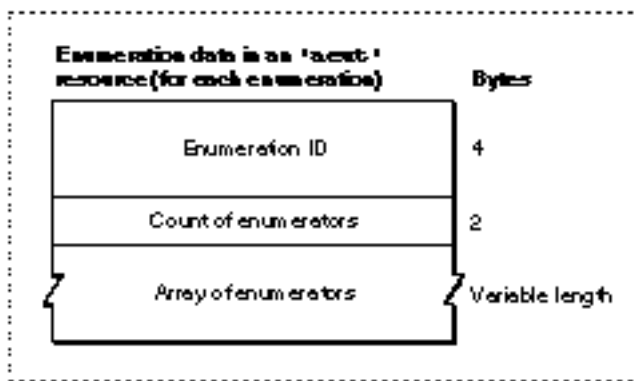 Enumeration data in an 'aeut'
resource (for each enumeration) Bytes
Enumeration ID 4
Count of enumerators 2
Array of enumerators Variable length